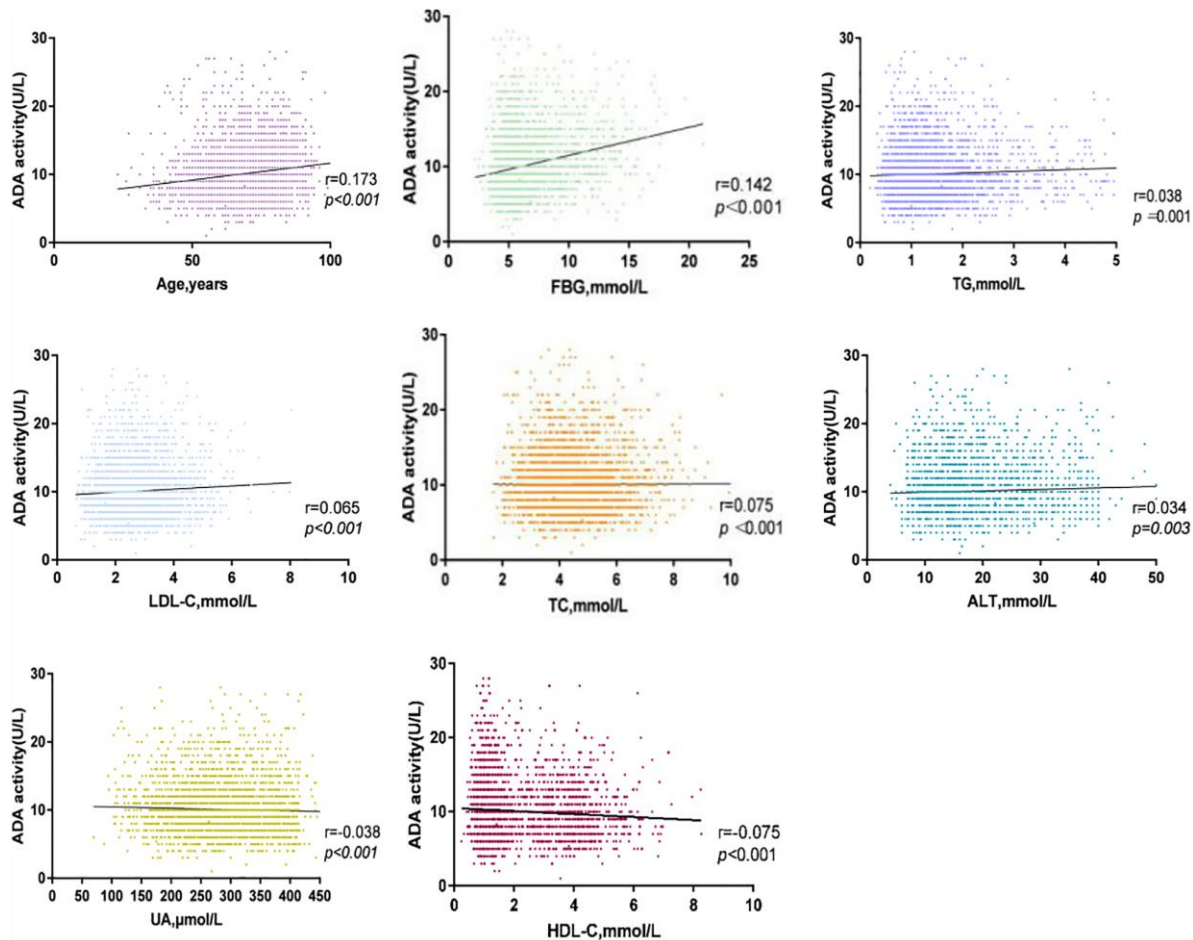 ADA activity(U/L)
30
20
10
0
0
50
100
Age,years
r=0.173
p<0.001
ADA activity(U/L)
30
20
10
0
0
5
10
15
20
25
FBG,mmol/L
r=0.142
p<0.001
ADA activity(U/L)
30
20
10
0
0
1
2
3
4
5
TG,mmol/L
r=0.038
p =0.001
ADA activity(U/L)
30
20
10
0
0
2
4
6
8
10
LDL-C,mmol/L
r=0.065
p<0.001
ADA activity(U/L)
30
20
10
0
0
2
4
6
8
10
TC,mmol/L
r=0.075
p <0.001
ADA activity(U/L)
30
20
10
0
0
10
20
30
40
50
ALT,mmol/L
r=0.034
p=0.003
ADA activity(U/L)
30
20
10
0
0
50
100
150
200
250
300
350
400
450
UA,μmol/L
r=-0.038
p<0.001
ADA activity(U/L)
30
20
10
0
0
2
4
6
8
10
HDL-C,mmol/L
r=-0.075
p<0.001